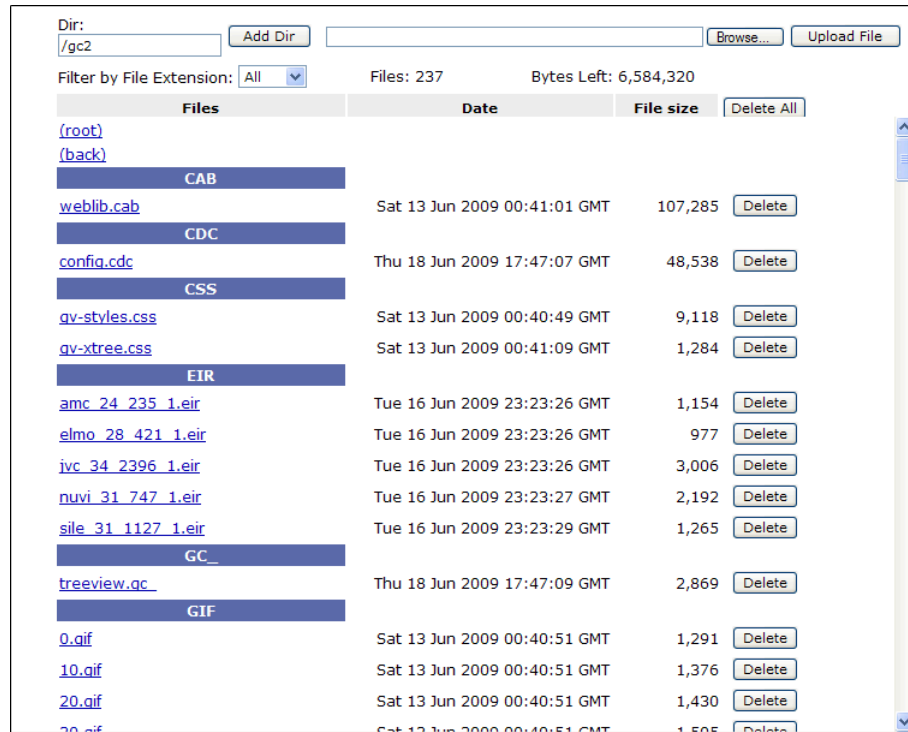 Dir:
/gc2 Add Dir Browse... Upload File
Filter by File Extension: All Files: 237 Bytes Left: 6,584,320
Files Date File size Delete All
(root)
(back)
CAB
weblib.cab Sat 13 Jun 2009 00:41:01 GMT 107,285 Delete
CDC
config.cdc Thu 18 Jun 2009 17:47:07 GMT 48,538 Delete
CSS
gv-styles.css Sat 13 Jun 2009 00:40:49 GMT 9,118 Delete
gv-xtree.css Sat 13 Jun 2009 00:41:09 GMT 1,284 Delete
EIR
amc_24_235_1.eir Tue 16 Jun 2009 23:23:26 GMT 1,154 Delete
elmo_28_421_1.eir Tue 16 Jun 2009 23:23:26 GMT 977 Delete
jvc_34_2396_1.eir Tue 16 Jun 2009 23:23:26 GMT 3,006 Delete
nuvi_31_747_1.eir Tue 16 Jun 2009 23:23:27 GMT 2,192 Delete
sile_31_1127_1.eir Tue 16 Jun 2009 23:23:29 GMT 1,265 Delete
GC_
treeview.gc_ Thu 18 Jun 2009 17:47:09 GMT 2,869 Delete
GIF
0.gif Sat 13 Jun 2009 00:40:51 GMT 1,291 Delete
10.gif Sat 13 Jun 2009 00:40:51 GMT 1,376 Delete
20.gif Sat 13 Jun 2009 00:40:51 GMT 1,430 Delete
Sat 13 Jun 2009 00:40:51 GMT Delete